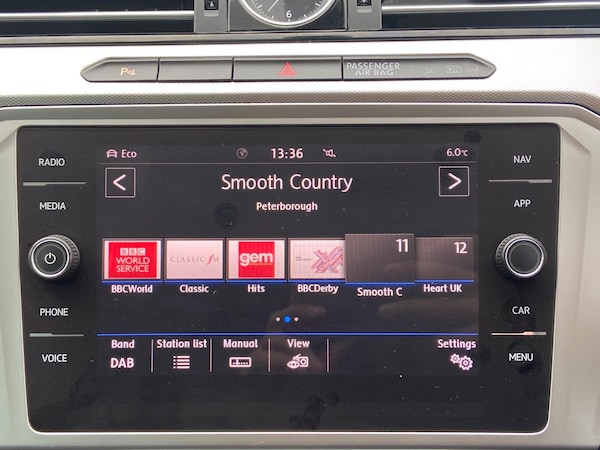 6
P
PASSENGER
AIR BAG
RADIO
MEDIA
PHONE
VOICE
Eco
13:36
6.0°C
<
Smooth Country
>
Peterborough
BBC
WORLD
SERVICE
CLASSIC fM
gem
11
12
BBCWorld
Classic
Hits
BBCDerby
Smooth C
Heart UK
Band
Station list
Manual
View
Settings
DAB
NAV
APP
CAR
MENU